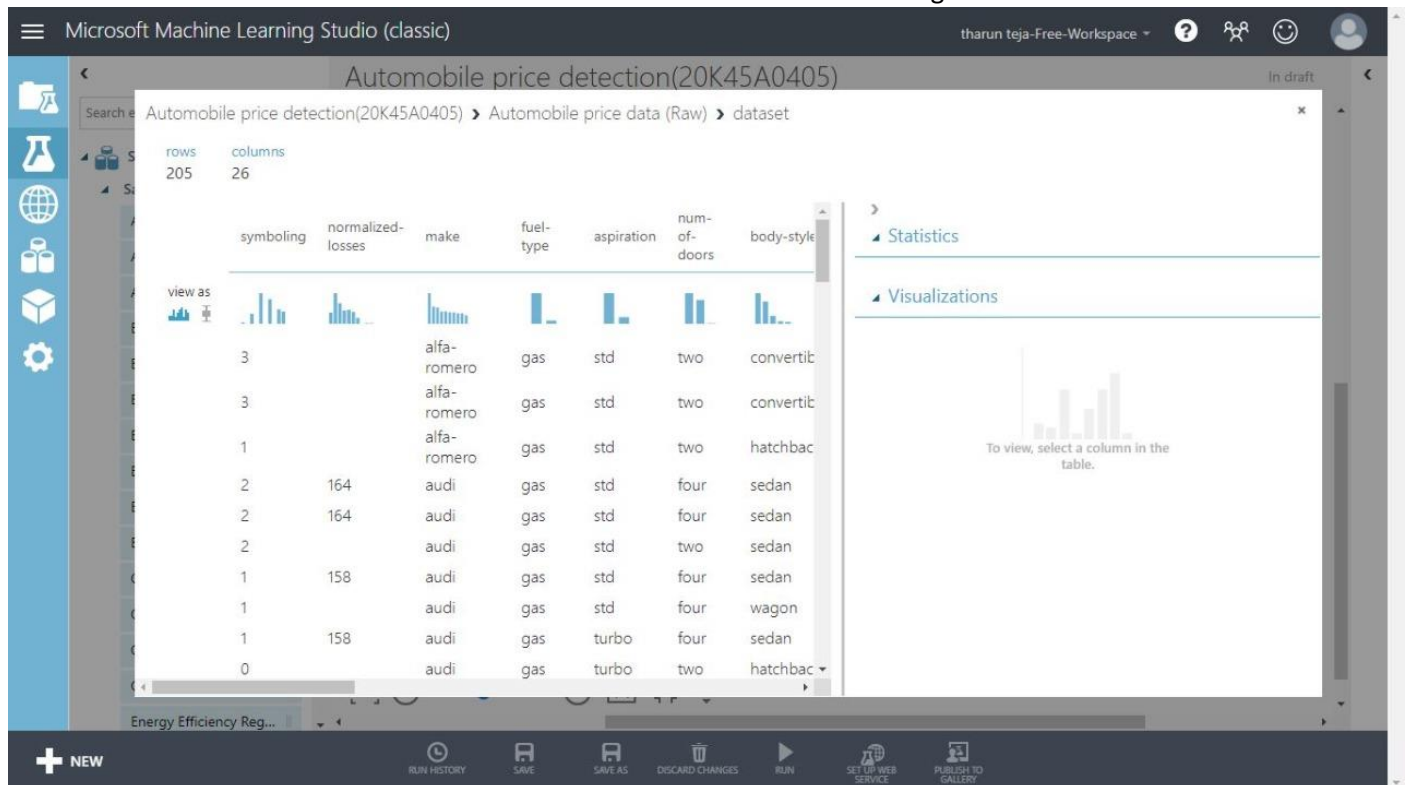 Microsoft Machine Learning Studio (classic)
tharun teja-Free-Workspace
?
Automobile price detection(20K45A0405)
In draft
Search e
Automobile price detection(20K45A0405) › Automobile price data (Raw) › dataset
rows columns
205 26
symboling normalized-losses make fuel-type aspiration num-of-doors body-style
view as
3 alfa-romero gas std two convertib
3 alfa-romero gas std two convertib
1 alfa-romero gas std two hatchbac
2 164 audi gas std four sedan
2 164 audi gas std four sedan
2 audi gas std two sedan
1 158 audi gas std four sedan
1 audi gas std four wagon
1 158 audi gas turbo four sedan
0 audi gas turbo two hatchbac
Statistics
Visualizations
To view, select a column in the
table.
Energy Efficiency Reg...
NEW
RUN HISTORY
SAVE
SAVE AS
DISCARD CHANGES
RUN
SET UP WEB
SERVICE
PUBLISH TO
GALLERY